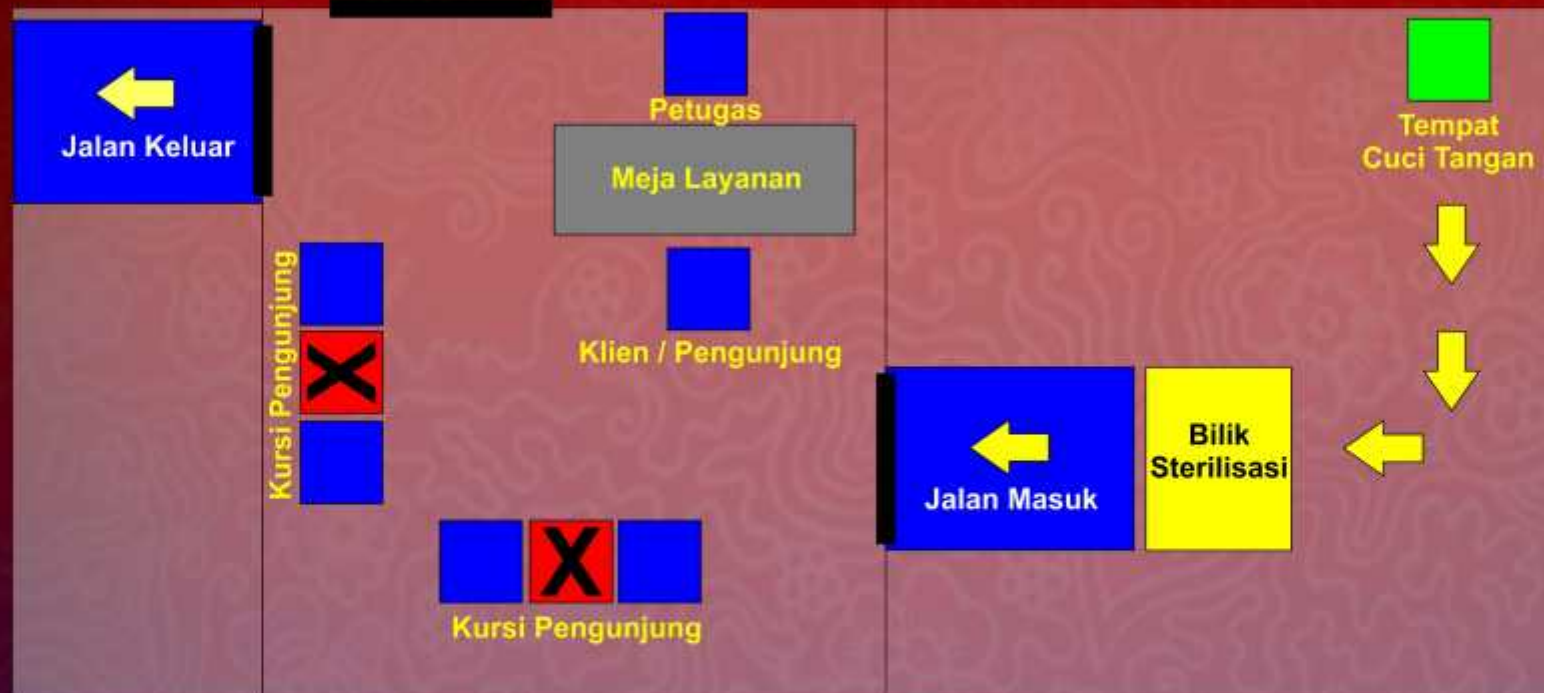 Petugas
Tempat
Cuci Tangan
Jalan Keluar
Meja Layanan
Kursi Pengunjung
Klien / Pengunjung
Bilik
Sterilisasi
Jalan Masuk
X
X
Kursi Pengunjung